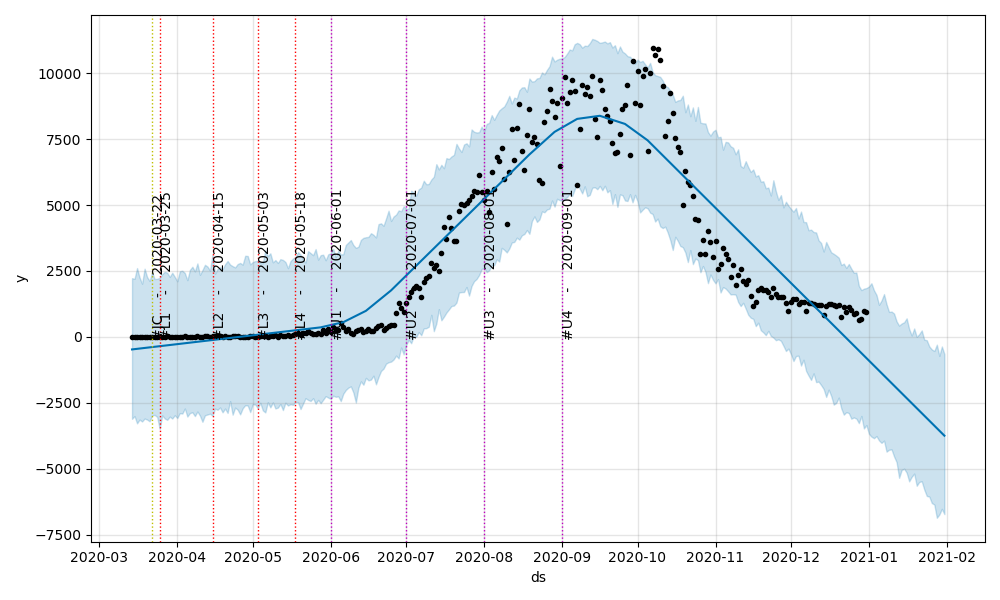 10000
7500
5000
2500
0
−2500
−5000
−7500
y
#JC - 2020-03-22
#L1 - 2020-03-25
#L2 - 2020-04-15
#L3 - 2020-05-03
#L4 - 2020-05-18
#U1 - 2020-06-01
#U2 - 2020-07-01
#U3 - 2020-08-01
#U4 - 2020-09-01
2020-03 2020-04 2020-05 2020-06 2020-07 2020-08 2020-09 2020-10 2020-11 2020-12 2021-01 2021-02
ds